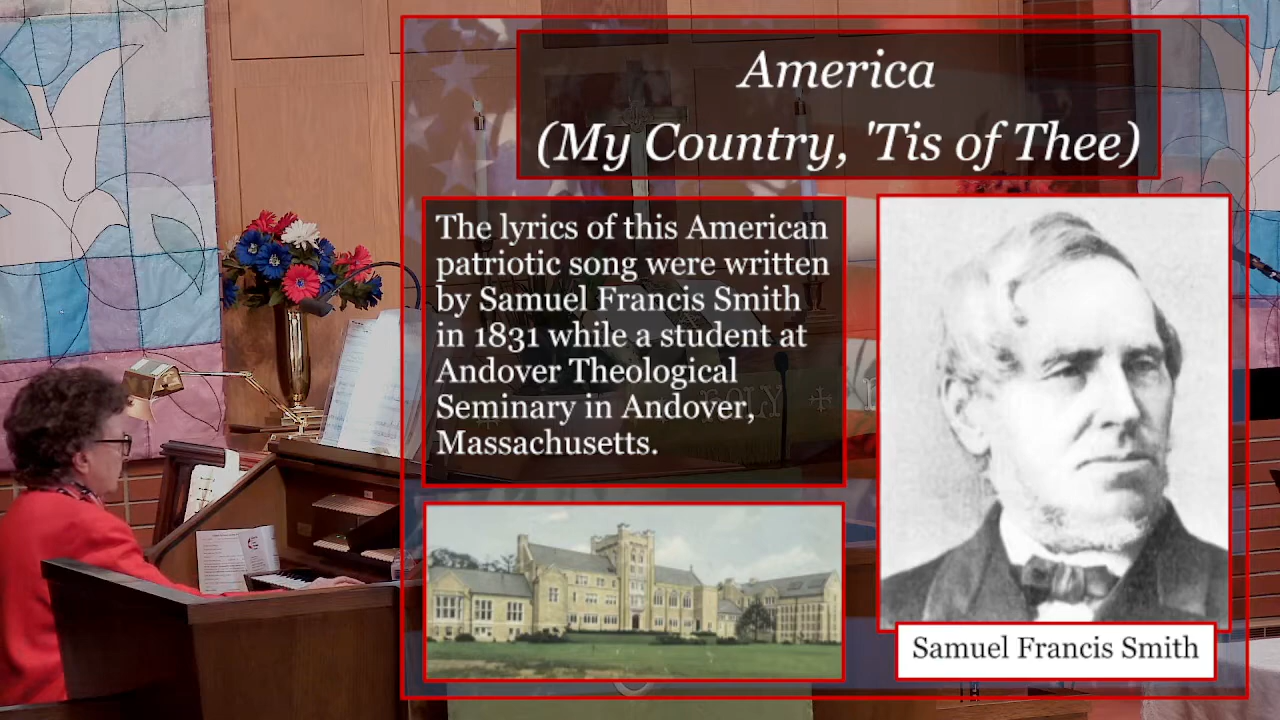 America
(My Country, 'Tis of Thee)
The lyrics of this American
patriotic song were written
by Samuel Francis Smith
in 1831 while a student at
Andover Theological
Seminary in Andover,
Massachusetts.
Samuel Francis Smith
HOLY